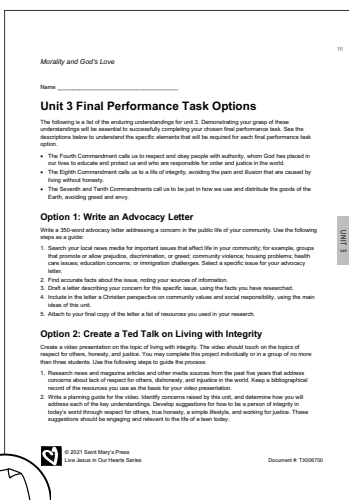 Morality and God's Love
Name
Unit 3 Final Performance Task Options
The following is a list of the enduring understandings for unit 3. Demonstrating your grasp of these
understandings will be essential to successfully completing your chosen final performance task. See the
descriptions below to understand the specific elements that will be required for each final performance task
option.
• The Fourth Commandment calls us to respect and obey people with authority, whom God has placed in
our lives to educate and protect us and who are responsible for order and justice in the world.
• The Eighth Commandment calls us to a life of integrity, avoiding the pain and illusion that are caused by
living without honesty.
• The Seventh and Tenth Commandments call us to be just in how we use and distribute the goods of the
Earth, avoiding greed and envy.
Option 1: Write an Advocacy Letter
Write a 350-word advocacy letter addressing a concern in the public life of your community. Use the following
steps as a guide:
1. Search your local news media for important issues that affect life in your community; for example, groups
that promote or allow prejudice, discrimination, or greed; community violence; housing problems; health
care issues; education concerns; or immigration challenges. Select a specific issue for your advocacy
letter.
2. Find accurate facts about the issue, noting your sources of information.
3. Draft a letter describing your concern for this specific issue, using the facts you have researched.
4. Include in the letter a Christian perspective on community values and social responsibility, using the main
ideas of this unit.
5. Attach to your final copy of the letter a list of resources you used in your research.
Option 2: Create a Ted Talk on Living with Integrity
Create a video presentation on the topic of living with integrity. The video should touch on the topics of
respect for others, honesty, and justice. You may complete this project individually or in a group of no more
than three students. Use the following steps to guide the process:
1. Research news and magazine articles and other media sources from the past five years that address
concerns about lack of respect for others, dishonesty, and injustice in the world. Keep a bibliographical
record of the resources you use as the basis for your video presentation.
2. Write a planning guide for the video. Identify concerns raised by this unit, and determine how you will
address each of the key understandings. Develop suggestions for how to be a person of integrity in
today's world through respect for others, true honesty, a simple lifestyle, and working for justice. These
suggestions should be engaging and relevant to the life of a teen today.
UNIT 3
© 2021 Saint Mary's Press
Live Jesus in Our Hearts Series
Document #: TX006700